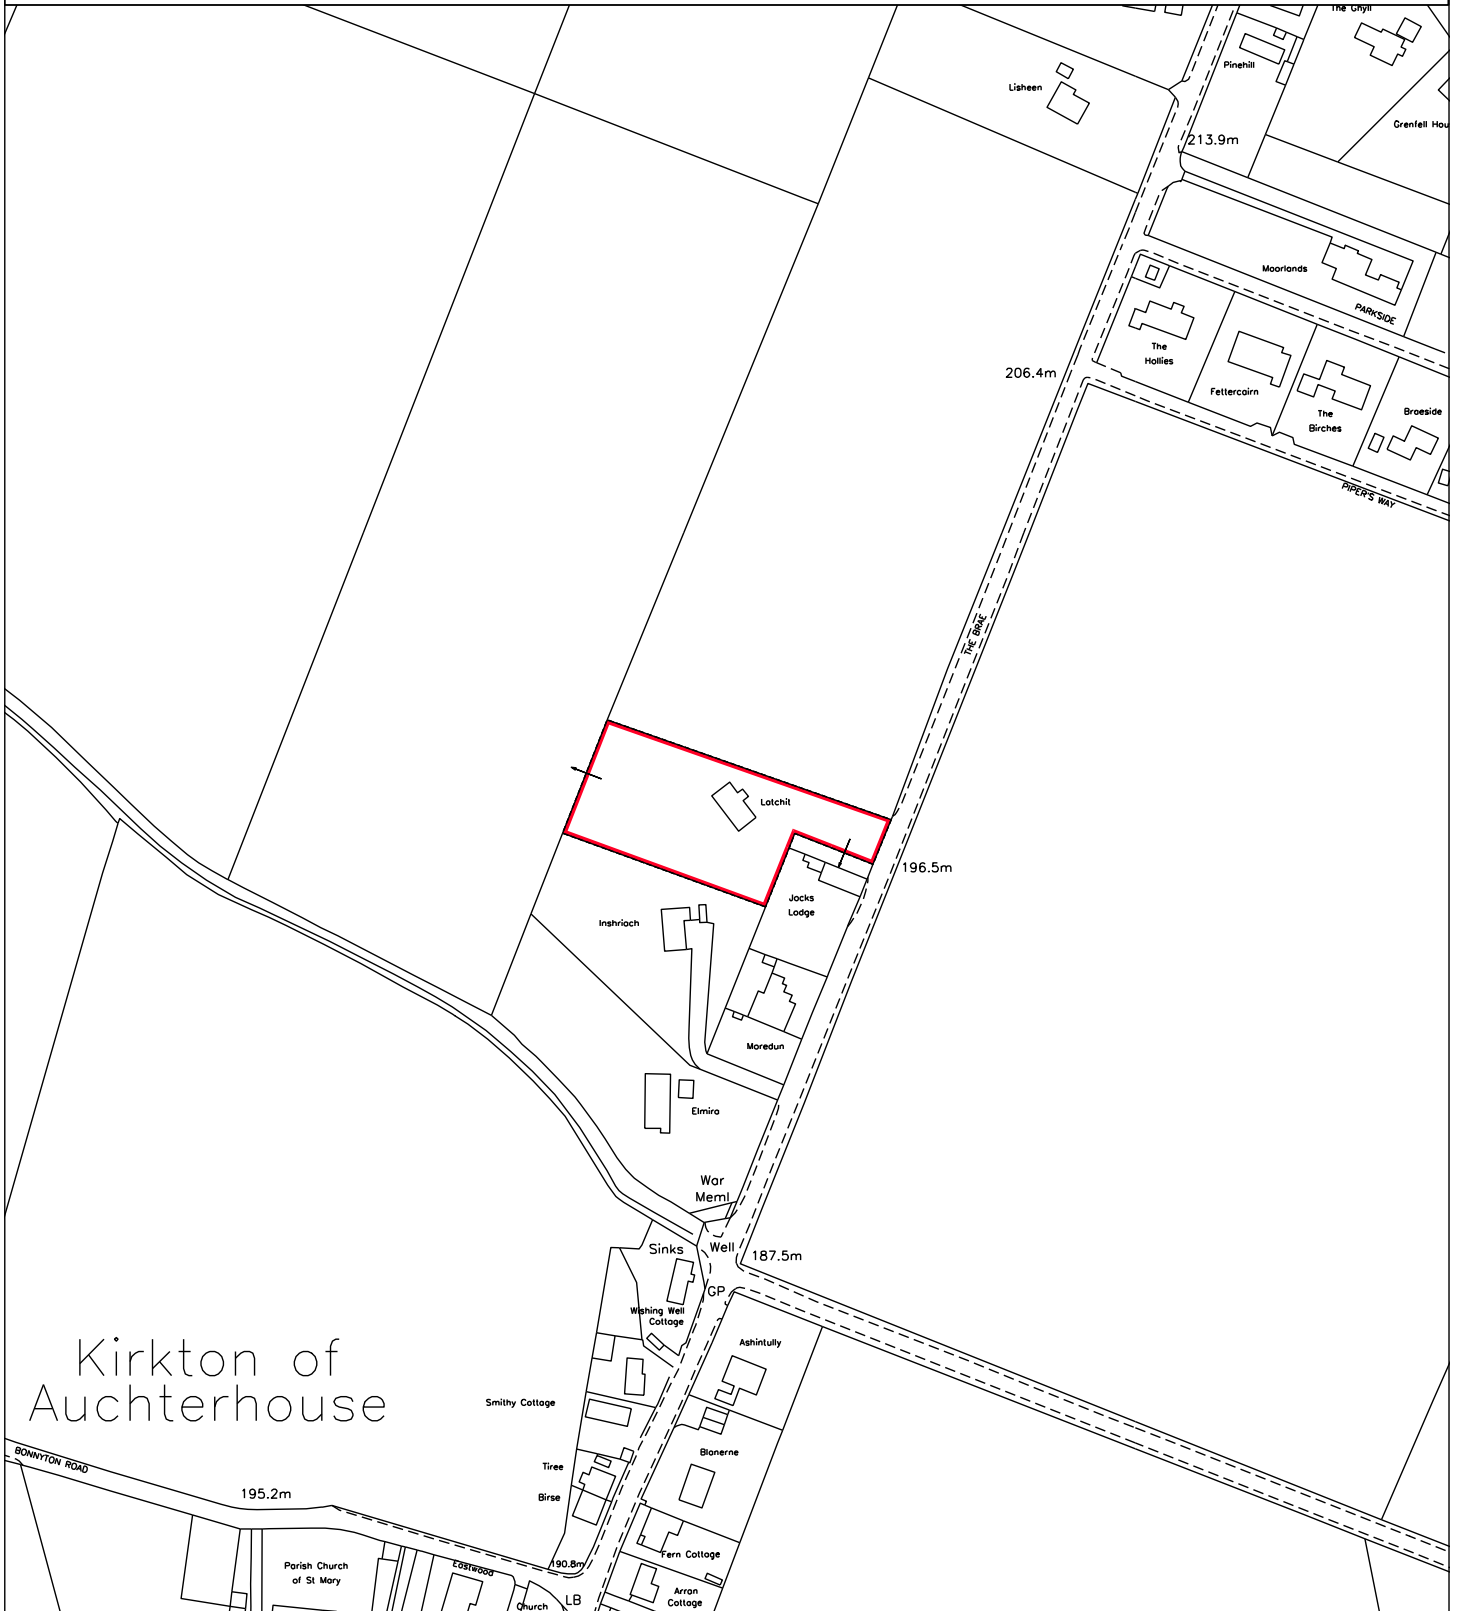 The Ghyll
Pinehill
Lisheen
Grenfell Hou
213.9m
Moorlands
PARKSIDE
The
Hollies
206.4m
Fettercairn
The
Birches
Braeside
PIPER'S WAY
THE BRAE
Latchit
196.5m
Jocks
Lodge
Inshrioch
Moredun
Elmira
War
Meml
Well
Sinks
187.5m
GP
Wishing Well
Cottage
Ashintully
Kirkton of
Auchterhouse
Smithy Cottage
Blanerne
BONNYTON ROAD
Tiree
195.2m
Birse
Fern Cottage
190.8m
Parish Church
of St Mary
Eastwood
Arran
Cottage
LB
Church